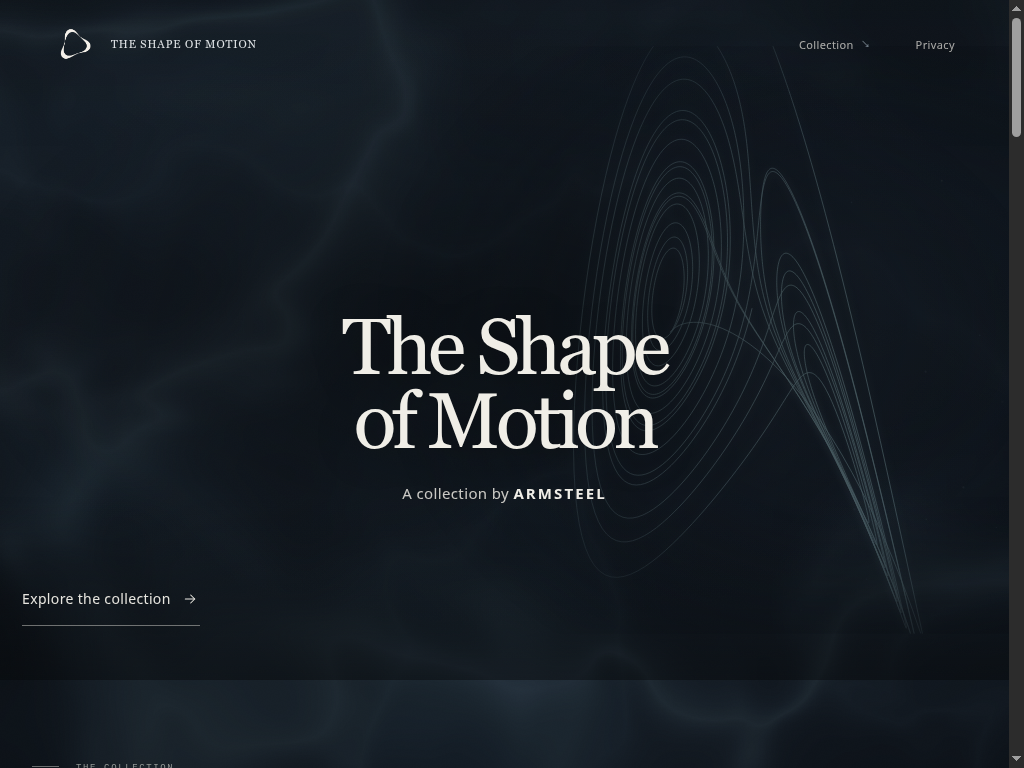 THE SHAPE OF MOTION
Collection ↘
Privacy
The Shape
of Motion
A collection by ARMSTEEL
Explore the collection →
THE COLLECTION